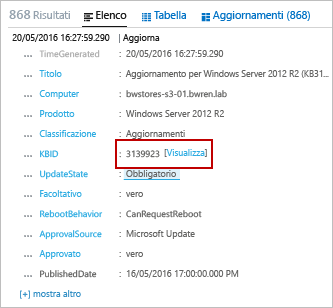 868 Risultati Elenco Tabella Aggiornamenti (868)
20/05/2016 16:27:59.290 | Aggiorna
... TimeGenerated : 20/05/2016 16:27:59.290
... Titolo : Aggiornamento per Windows Server 2012 R2 (KB31
... Computer : bwstores-s3-01.bwren.lab
... Prodotto : Windows Server 2012 R2
... Classificazione : Aggiornamenti
... KBID : 3139923 [Visualizza]
... UpdateState : Obbligatorio
... Facoltativo : vero
... RebootBehavior : CanRequestReboot
... ApprovalSource : Microsoft Update
... Approvato : vero
... PublishedDate : 16/05/2016 17:00:00.000 PM
[+] mostra altro